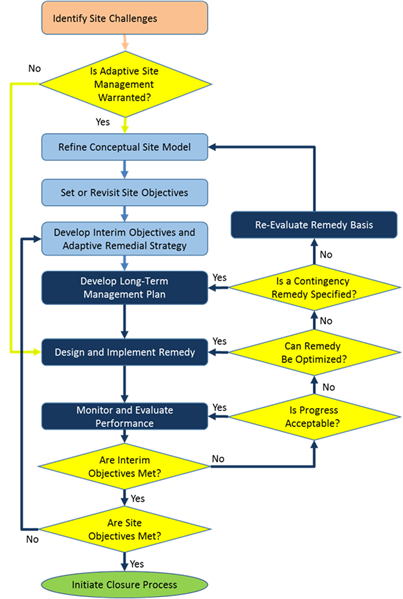 Identify Site Challenges
No
Is Adaptive Site
Management
Warranted?
Yes
Refine Conceptual Site Model
Set or Revisit Site Objectives
Re-Evaluate Remedy Basis
Develop Interim Objectives and
Adaptive Remedial Strategy
No
Develop Long-Term
Management Plan
Yes
Is a Contingency
Remedy Specified?
No
Design and Implement Remedy
Yes
Can Remedy
Be Optimized?
No
Monitor and Evaluate
Performance
Yes
Is Progress
Acceptable?
Are Interim
Objectives Met?
No
Yes
Are Site
Objectives Met?
No
Yes
Initiate Closure Process